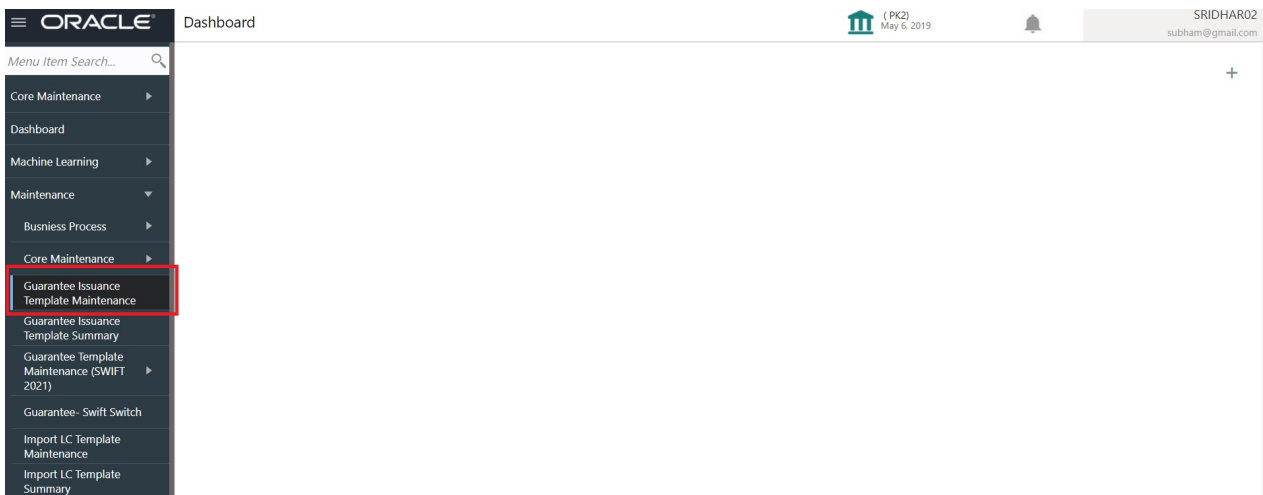 ORACLE
Dashboard
( PK2)
May 6, 2019
SRIDHAR02
subham@gmail.com
Menu Item Search...
Core Maintenance
Dashboard
Machine Learning
Maintenance
Busniess Process
Core Maintenance
Guarantee Issuance
Template Maintenance
Guarantee Issuance
Template Summary
Guarantee Template
Maintenance (SWIFT
2021)
Guarantee- Swift Switch
Import LC Template
Maintenance
Import LC Template
Summary